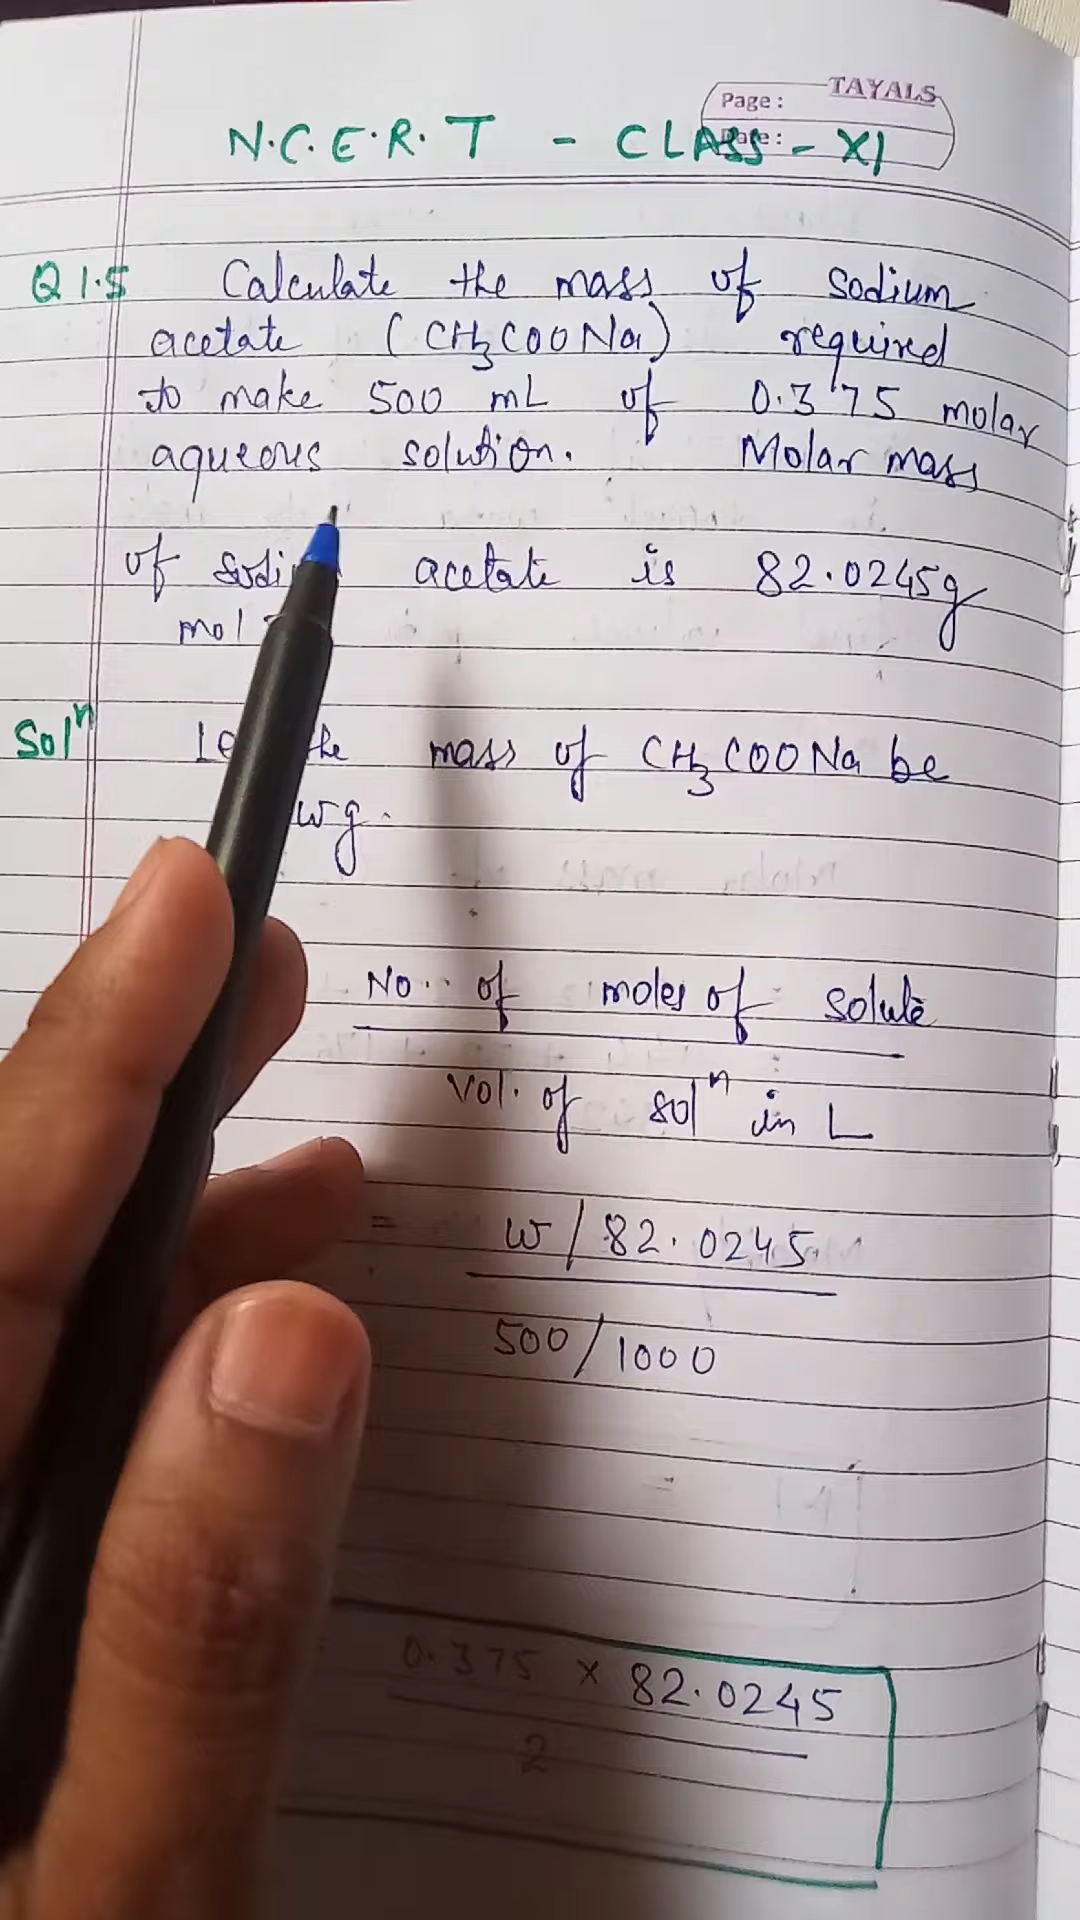 TAYALS
Page :
Date :
N.C.E.R.T - CLASS - XI
Q 1.5 Calculate the mass of Sodium
acetate (CH3COONa) required
to make 500 mL of 0.375 molar
aqueous solution. Molar mass
of acetate is 82.0245g
mol
Soln the mass of CH3COONa be
wg.
No. of moles of solute
Vol. of soln in L
= w / 82.0245
500/1000
0.375 × 82.0245
2